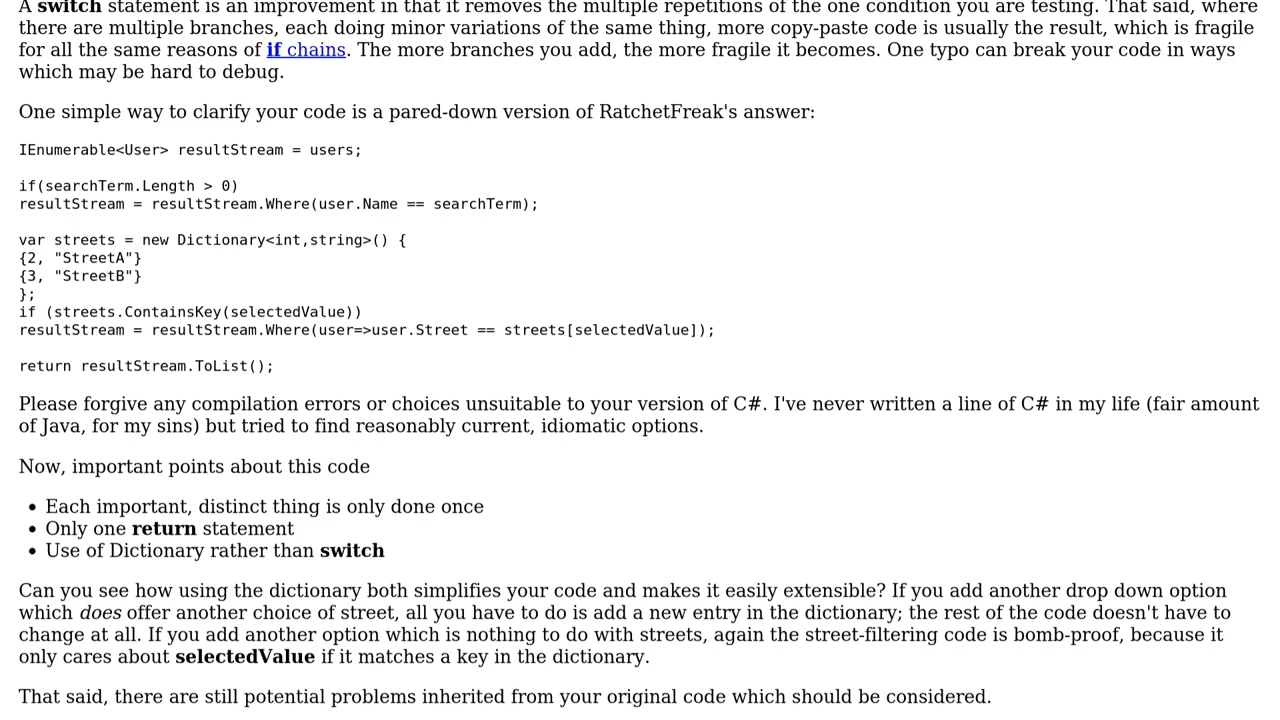 A switch statement is an improvement in that it removes the multiple repetitions of the one condition you are testing. That said, where
there are multiple branches, each doing minor variations of the same thing, more copy-paste code is usually the result, which is fragile
for all the same reasons of if chains. The more branches you add, the more fragile it becomes. One typo can break your code in ways
which may be hard to debug.
One simple way to clarify your code is a pared-down version of RatchetFreak's answer:
IEnumerable<User> resultStream = users;
if(searchTerm.Length > 0)
resultStream = resultStream.Where(user.Name == searchTerm);
var streets = new Dictionary<int,string>() {
{2, "StreetA"}
{3, "StreetB"}
};
if (streets.ContainsKey(selectedValue))
resultStream = resultStream.Where(user=>user.Street == streets[selectedValue]);
return resultStream.ToList();
Please forgive any compilation errors or choices unsuitable to your version of C#. I've never written a line of C# in my life (fair amount
of Java, for my sins) but tried to find reasonably current, idiomatic options.
Now, important points about this code
• Each important, distinct thing is only done once
• Only one return statement
• Use of Dictionary rather than switch
Can you see how using the dictionary both simplifies your code and makes it easily extensible? If you add another drop down option
which does offer another choice of street, all you have to do is add a new entry in the dictionary; the rest of the code doesn't have to
change at all. If you add another option which is nothing to do with streets, again the street-filtering code is bomb-proof, because it
only cares about selectedValue if it matches a key in the dictionary.
That said, there are still potential problems inherited from your original code which should be considered.